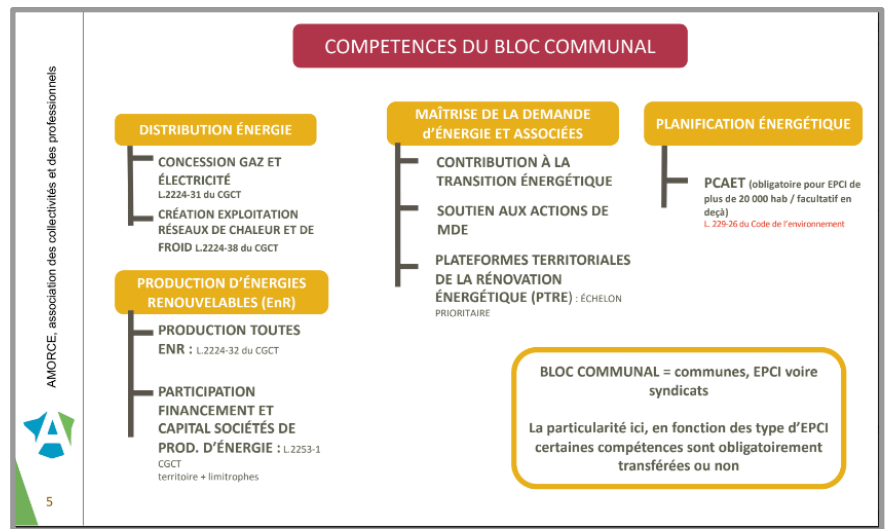 COMPETENCES DU BLOC COMMUNAL
AMORCE, association des collectivités et des professionnels
DISTRIBUTION ÉNERGIE
CONCESSION GAZ ET
ÉLECTRICITÉ
L.2224-31 du CGCT
CRÉATION EXPLOITATION
RÉSEAUX DE CHALEUR ET DE
FROID L.2224-38 du CGCT
PRODUCTION D'ÉNERGIES
RENOUVELABLES (EnR)
PRODUCTION TOUTES
ENR : L.2224-32 du CGCT
PARTICIPATION
FINANCEMENT ET
CAPITAL SOCIÉTÉS DE
PROD. D'ÉNERGIE : L.2253-1
CGCT
territoire + limitrophes
MAÎTRISE DE LA DEMANDE
d'ÉNERGIE ET ASSOCIÉES
CONTRIBUTION À LA
TRANSITION ÉNERGÉTIQUE
SOUTIEN AUX ACTIONS DE
MDE
PLATEFORMES TERRITORIALES
DE LA RÉNOVATION
ÉNERGÉTIQUE (PTRE) : ÉCHELON
PRIORITAIRE
PLANIFICATION ÉNERGÉTIQUE
PCAET (obligatoire pour EPCI de
plus de 20 000 hab / facultatif en
deçà)
L. 229-26 du Code de l'environnement
BLOC COMMUNAL = communes, EPCI voire
syndicats
La particularité ici, en fonction des type d'EPCI
certaines compétences sont obligatoirement
transférées ou non
5